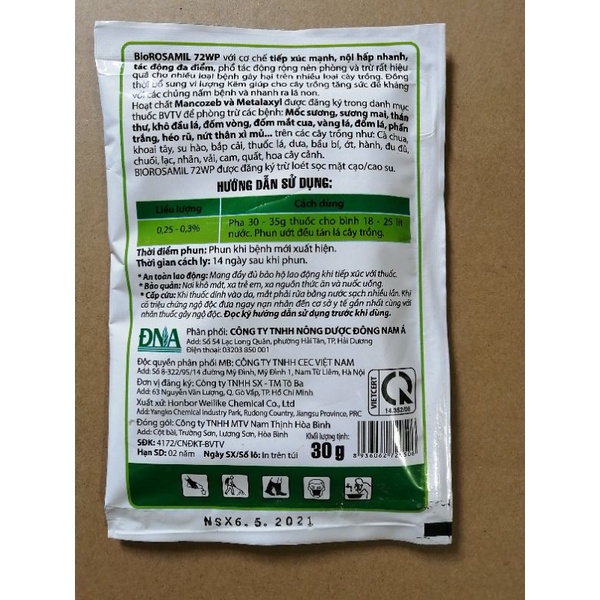 BioROSAMIL 72WP với cơ chế tiếp xúc mạnh, nội hấp nhanh,
tác động đa điểm, phổ tác động rộng nên phòng và trừ rất hiệu
quả cho nhiều loại bệnh gây hại trên nhiều loại cây trồng. Đồng
thời bổ sung vi lượng Kẽm giúp cho cây trồng tăng sức đề kháng
với các chủng nấm bệnh và nhanh ra lá non.
Hoạt chất Mancozeb và Metalaxyl được đăng ký trong danh mục
thuốc BVTV để phòng trừ các bệnh: Mốc sương, sương mai, thán
thư, khô đầu lá, đốm vòng, đốm mắt cua, vàng lá, đốm lá, phấn
trắng, héo rũ, nứt thân xì mủ... trên các cây trồng như: Cà chua,
khoai tây, su hào, bắp cải, thuốc lá, dưa, bầu bí, ớt, hành, đu đủ,
chuối, lạc, nhãn, vải, cam, quất, hoa cây cảnh.
BIOROSAMIL 72WP được đăng ký trừ loét sọc mặt cạo/cao su.
HƯỚNG DẪN SỬ DỤNG:
Liều lượng Cách dùng
0,25 - 0,3% Pha 30 - 35g thuốc cho bình 18 - 25 lít
nước. Phun ướt đều tán lá cây trồng.
Thời điểm phun: Phun khi bệnh mới xuất hiện.
Thời gian cách ly: 14 ngày sau khi phun.
* An toàn lao động: Mang đầy đủ bảo hộ lao động khi tiếp xúc với thuốc.
* Bảo quản: Nơi khô mát, xa trẻ em, xa nguồn thức ăn và nước uống.
* Cấp cứu: Khi thuốc dính vào da, mắt phải rửa bằng nước sạch nhiều lần. Khi
có triệu chứng ngộ độc đưa ngay nạn nhân đến cơ sở y tế gần nhất cùng với
nhãn thuốc gây ngộ độc. Đọc kỹ hướng dẫn sử dụng trước khi dùng.
ĐNA
Phân phối: CÔNG TY TNHH NÔNG DƯỢC ĐÔNG NAM Á
Add: Số 54 Lạc Long Quân, phường Hải Tân, TP. Hải Dương
Điện thoại: 03203 850 001
Độc quyền phân phối MB: CÔNG TY TNHH CEC VIỆT NAM
Add: Số 8-322/95/14 đường Mỹ Đình, Mỹ Đình 1, Nam Từ Liêm, Hà Nội
Đơn vị đăng ký: Công ty TNHH SX - TM Tô Ba
Add: 63 Nguyễn Văn Lượng, Q. Gò Vấp, TP. Hồ Chí Minh
Xuất xứ: Honbor Weilike Chemical Co., Ltd
Add: Yangko Chemical Industry Park, Rudong Country, Jiangsu Province, PRC
Đóng gói: Công ty TNHH MTV Nam Thịnh Hòa Bình
Add: Cột bài, Trường Sơn, Lương Sơn, Hòa Bình
SĐK: 4172/CNĐKT-BVTV
Hạn SD: 02 năm Ngày SX/Số lô: In trên túi
Khối lượng tịnh:
30 g
VIETCERT
NSX6.5.2021